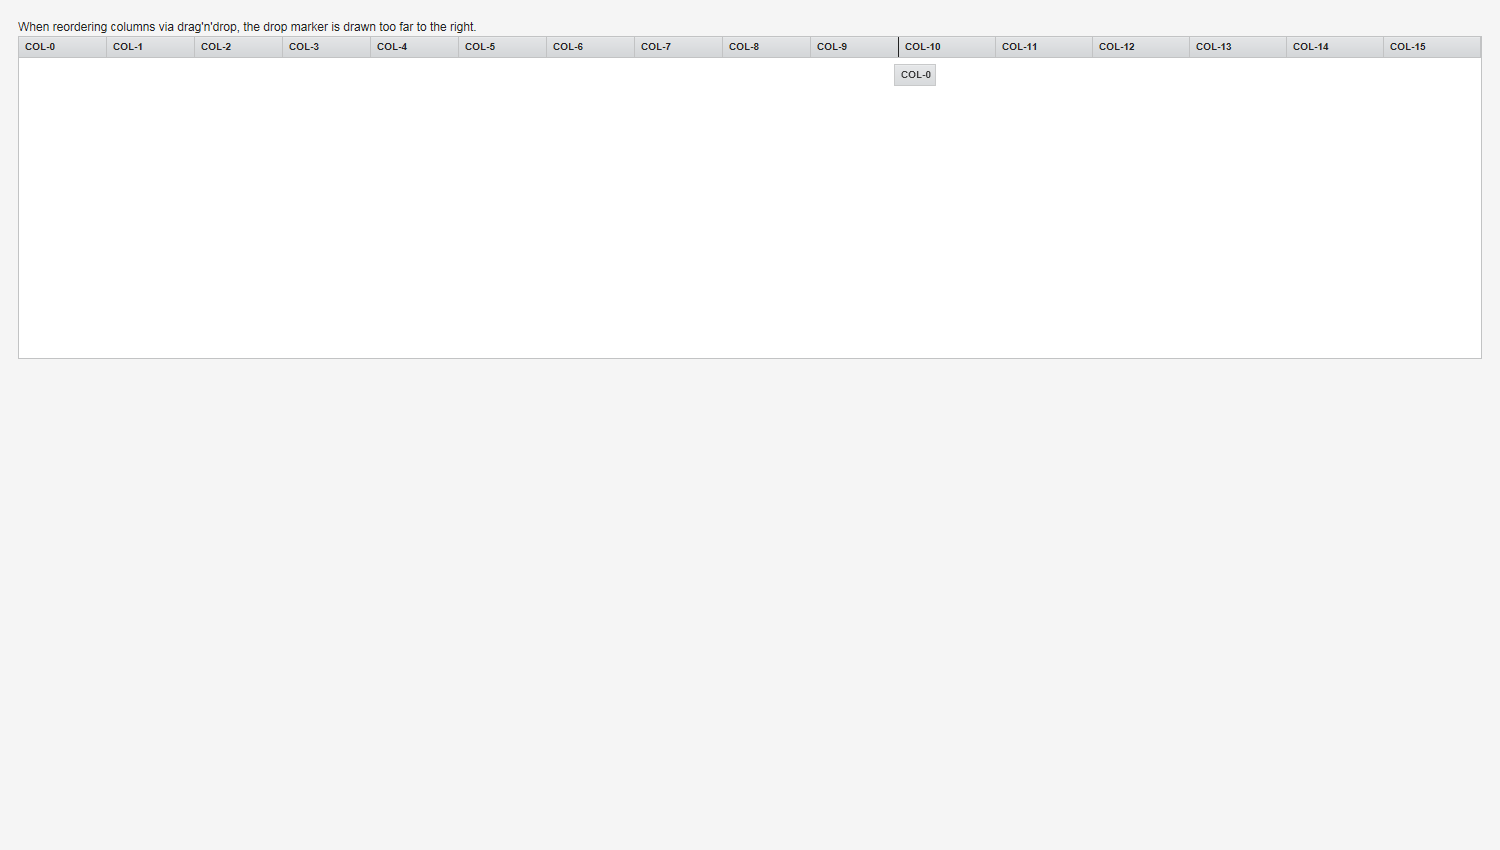 When reordering columns via drag'n'drop, the drop marker is drawn too far to the right.
COL-0 COL-1 COL-2 COL-3 COL-4 COL-5 COL-6 COL-7 COL-8 COL-9 COL-10 COL-11 COL-12 COL-13 COL-14 COL-15
COL-0